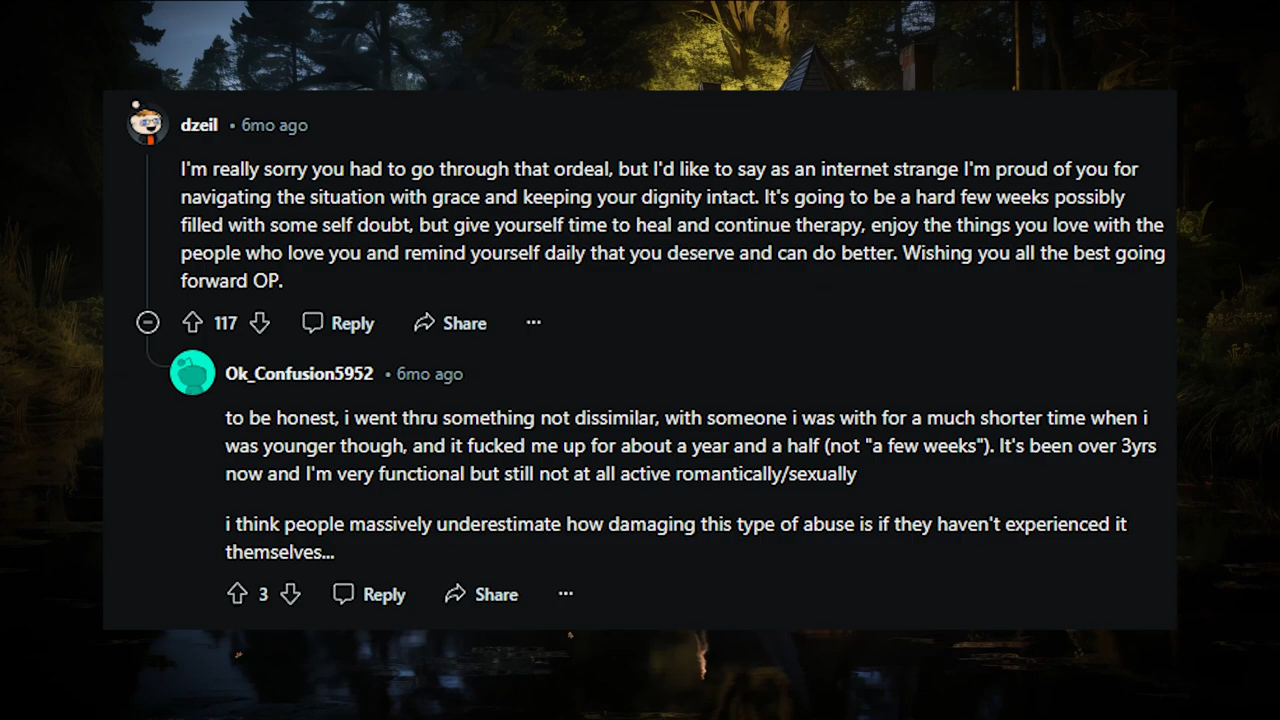 dzeil • 6mo ago
I'm really sorry you had to go through that ordeal, but I'd like to say as an internet strange I'm proud of you for
navigating the situation with grace and keeping your dignity intact. It's going to be a hard few weeks possibly
filled with some self doubt, but give yourself time to heal and continue therapy, enjoy the things you love with the
people who love you and remind yourself daily that you deserve and can do better. Wishing you all the best going
forward OP.
117 Reply Share ...
Ok_Confusion5952 • 6mo ago
to be honest, i went thru something not dissimilar, with someone i was with for a much shorter time when i
was younger though, and it fucked me up for about a year and a half (not "a few weeks"). It's been over 3yrs
now and I'm very functional but still not at all active romantically/sexually
i think people massively underestimate how damaging this type of abuse is if they haven't experienced it
themselves...
3 Reply Share ...